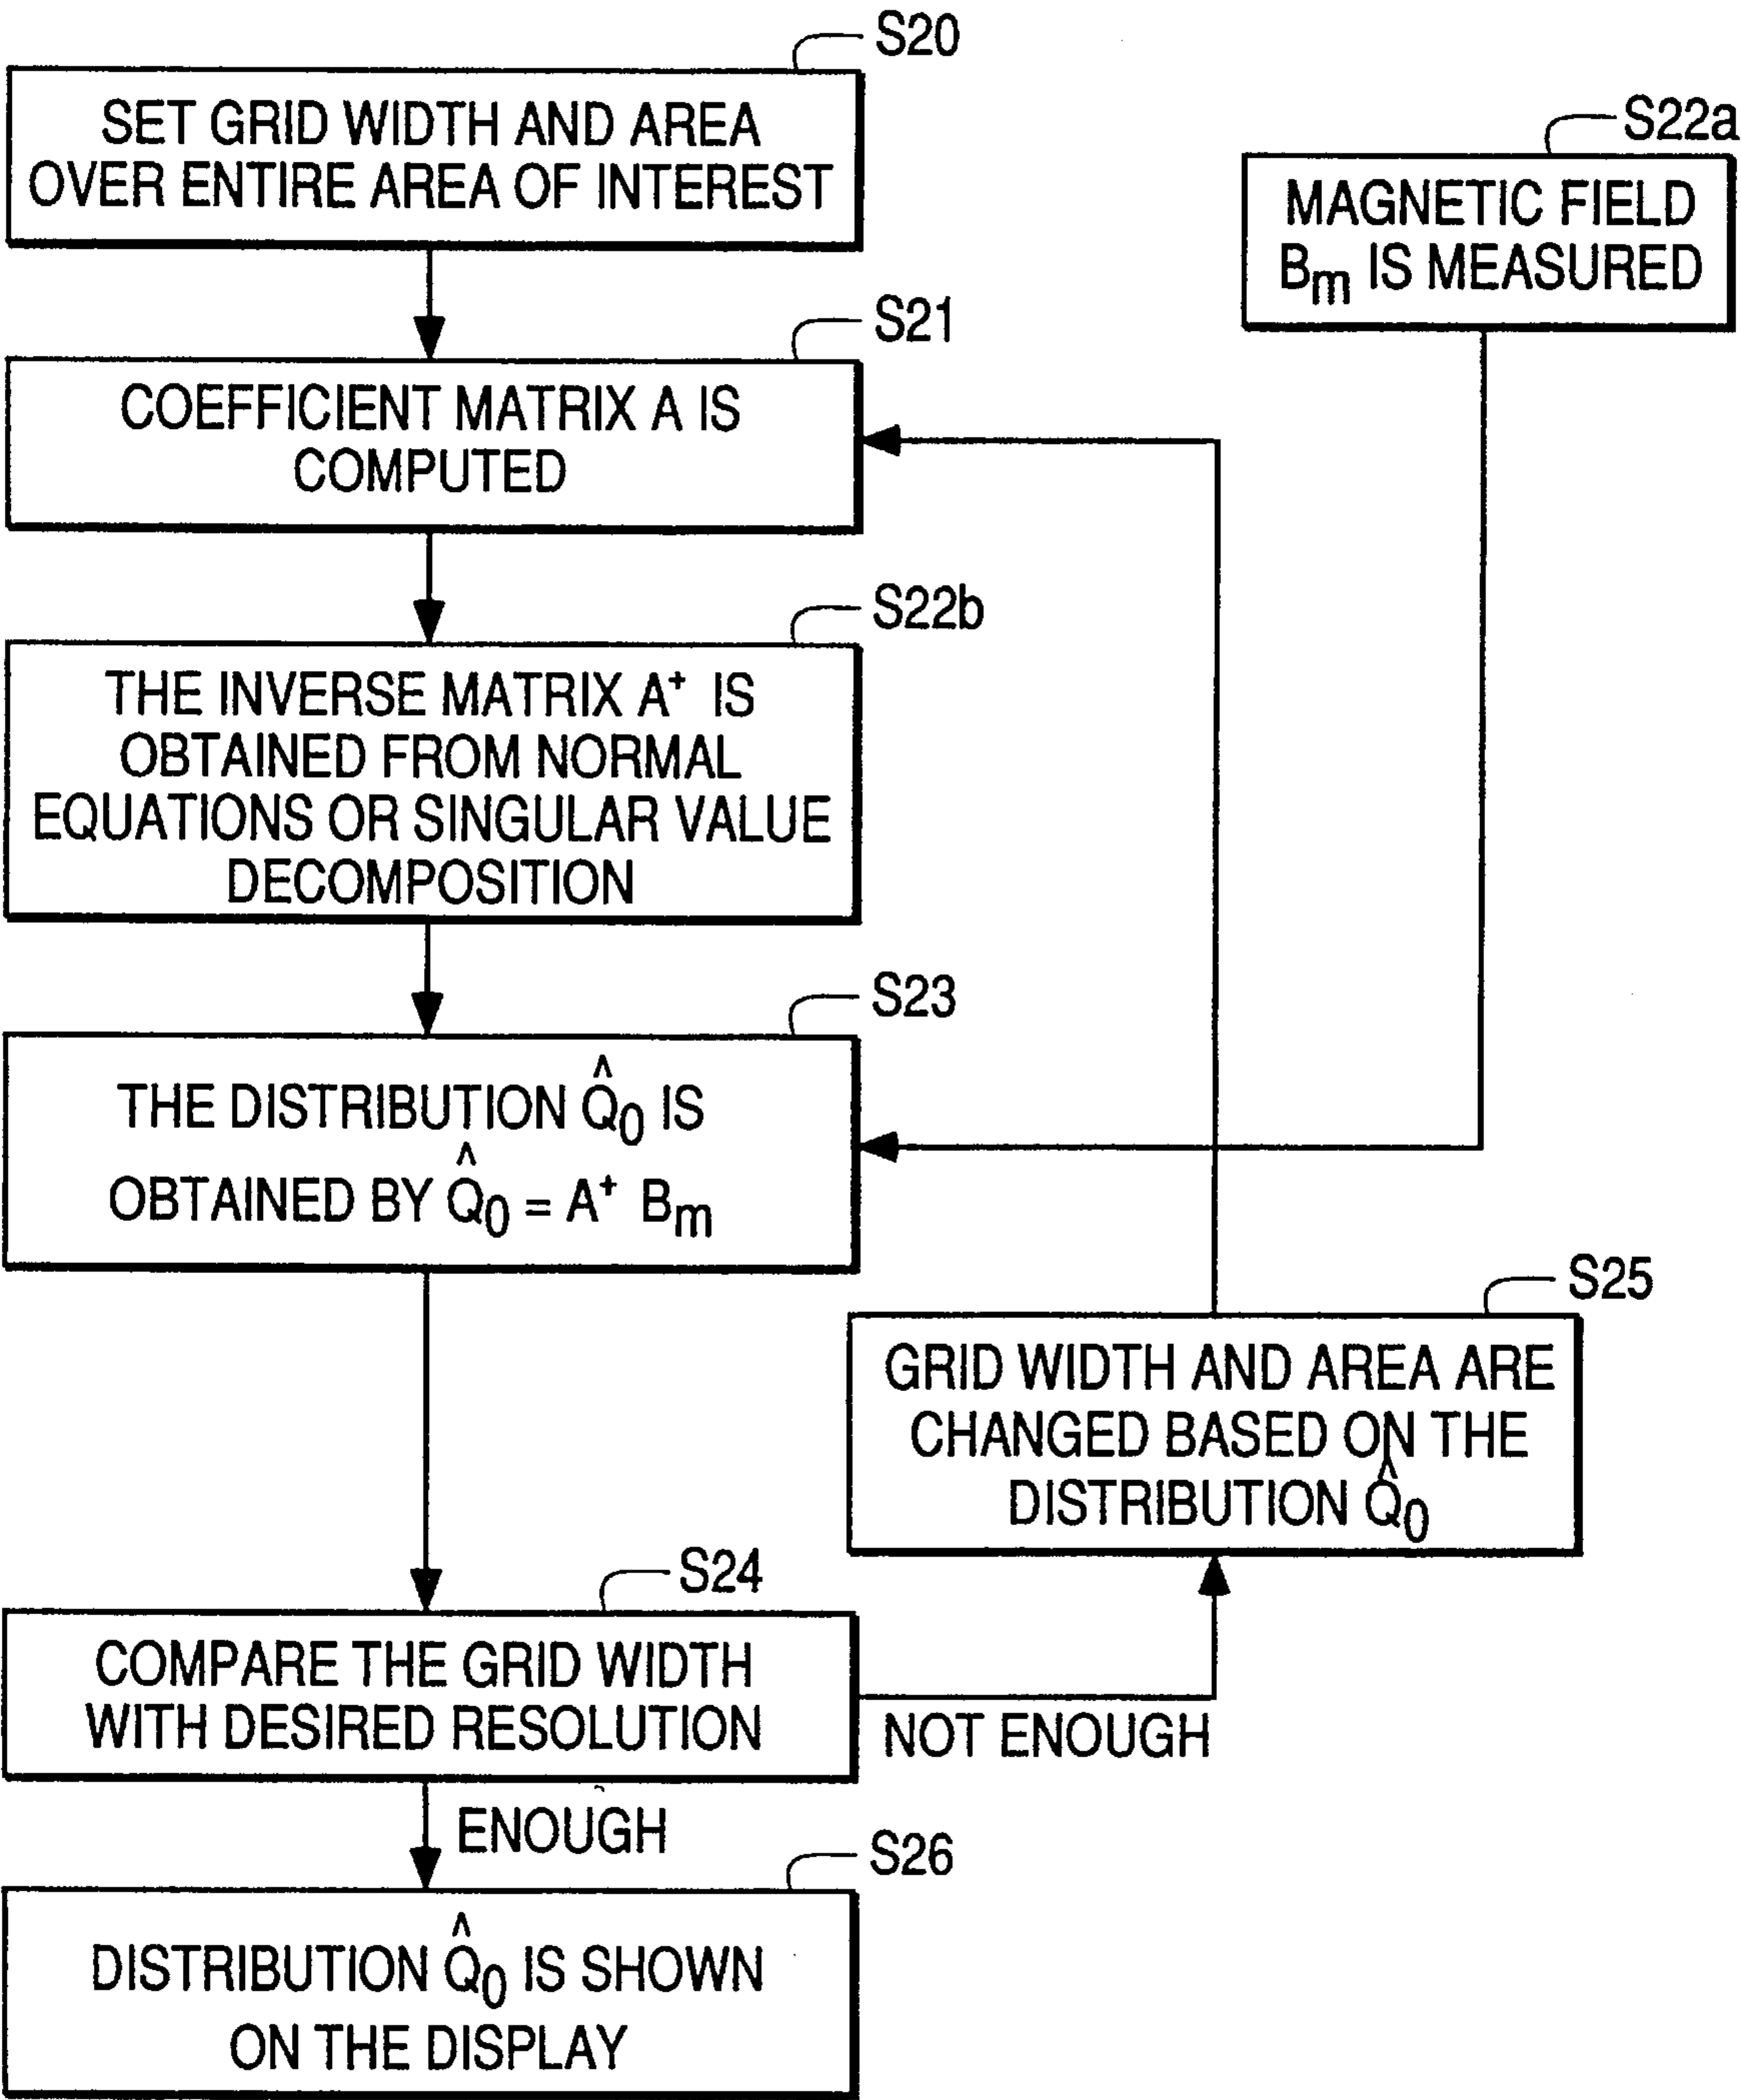 S20
SET GRID WIDTH AND AREA
OVER ENTIRE AREA OF INTEREST
S22a
MAGNETIC FIELD
Bm IS MEASURED
S21
COEFFICIENT MATRIX A IS
COMPUTED
S22b
THE INVERSE MATRIX A⁺ IS
OBTAINED FROM NORMAL
EQUATIONS OR SINGULAR VALUE
DECOMPOSITION
S23
THE DISTRIBUTION Q̂0 IS
OBTAINED BY Q̂0 = A⁺ Bm
S25
GRID WIDTH AND AREA ARE
CHANGED BASED ON THE
DISTRIBUTION Q̂0
S24
COMPARE THE GRID WIDTH
WITH DESIRED RESOLUTION
NOT ENOUGH
ENOUGH
S26
DISTRIBUTION Q̂0 IS SHOWN
ON THE DISPLAY